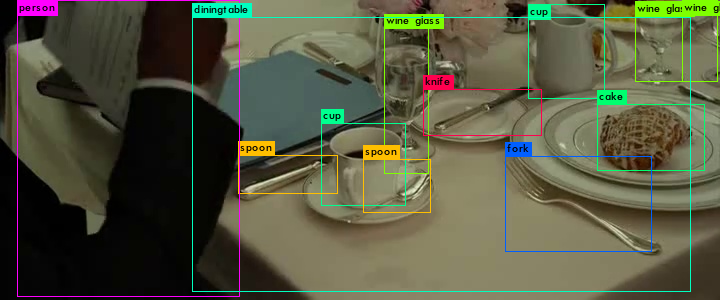 person
diningtable
wine glass
cup
wine glas
wine g
knife
cake
cup
spoon
spoon
fork